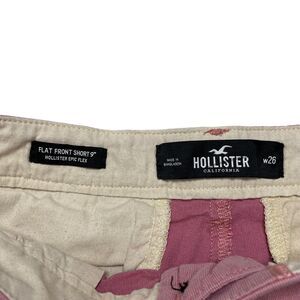 FLAT FRONT SHORT 9"
HOLLISTER EPIC FLEX
MADE IN
BANGLADESH
HOLLISTER
CALIFORNIA
W26